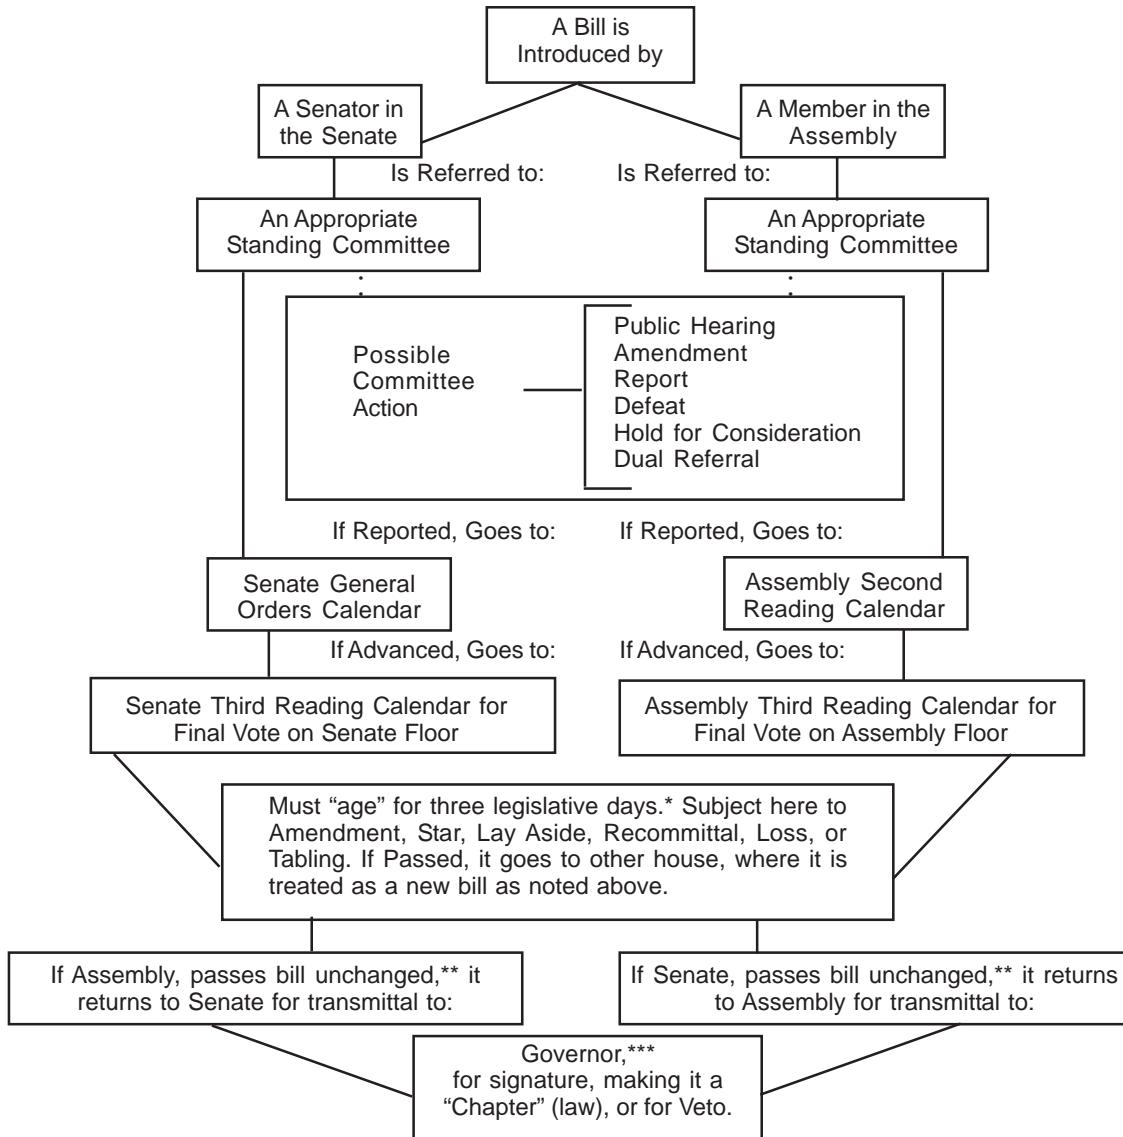 A Bill is
Introduced by
A Senator in
the Senate
A Member in the
Assembly
Is Referred to:
Is Referred to:
An Appropriate
Standing Committee
An Appropriate
Standing Committee
Possible
Committee
Action
Public Hearing
Amendment
Report
Defeat
Hold for Consideration
Dual Referral
If Reported, Goes to:
If Reported, Goes to:
Senate General
Orders Calendar
Assembly Second
Reading Calendar
If Advanced, Goes to:
If Advanced, Goes to:
Senate Third Reading Calendar for
Final Vote on Senate Floor
Assembly Third Reading Calendar for
Final Vote on Assembly Floor
Must “age” for three legislative days.* Subject here to
Amendment, Star, Lay Aside, Recommittal, Loss, or
Tabling. If Passed, it goes to other house, where it is
treated as a new bill as noted above.
If Assembly, passes bill unchanged,** it
returns to Senate for transmittal to:
If Senate, passes bill unchanged,** it returns
to Assembly for transmittal to:
Governor,***
for signature, making it a
“Chapter” (law), or for Veto.